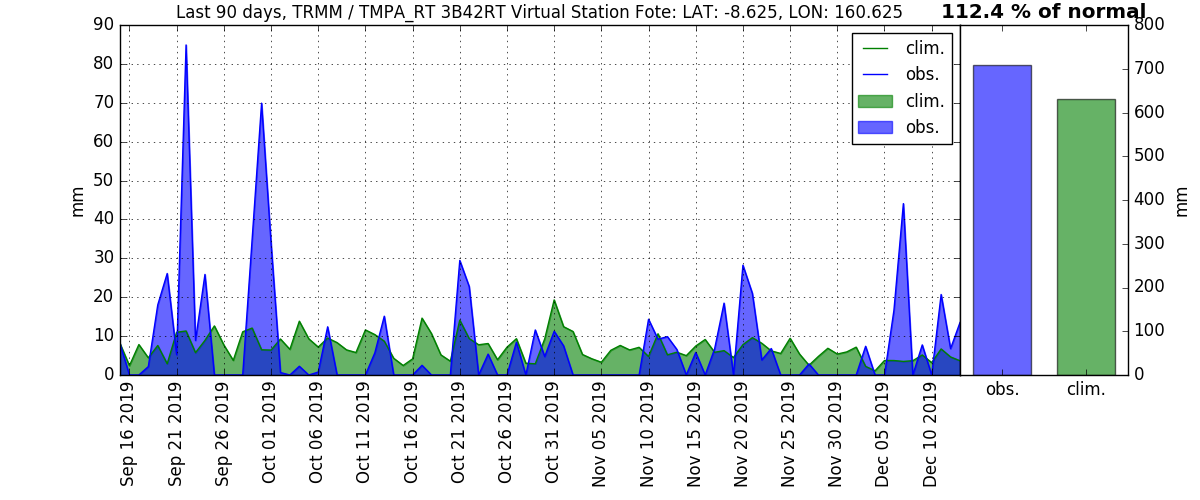 Last 90 days, TRMM / TMPA_RT 3B42RT Virtual Station Fote: LAT: -8.625, LON: 160.625
112.4 % of normal
mm
90
80
70
60
50
40
30
20
10
0
clim.
obs.
clim.
obs.
800
700
600
500
400
300
200
100
0
mm
Sep 16 2019
Sep 21 2019
Sep 26 2019
Oct 01 2019
Oct 06 2019
Oct 11 2019
Oct 16 2019
Oct 21 2019
Oct 26 2019
Oct 31 2019
Nov 05 2019
Nov 10 2019
Nov 15 2019
Nov 20 2019
Nov 25 2019
Nov 30 2019
Dec 05 2019
Dec 10 2019
obs.
clim.